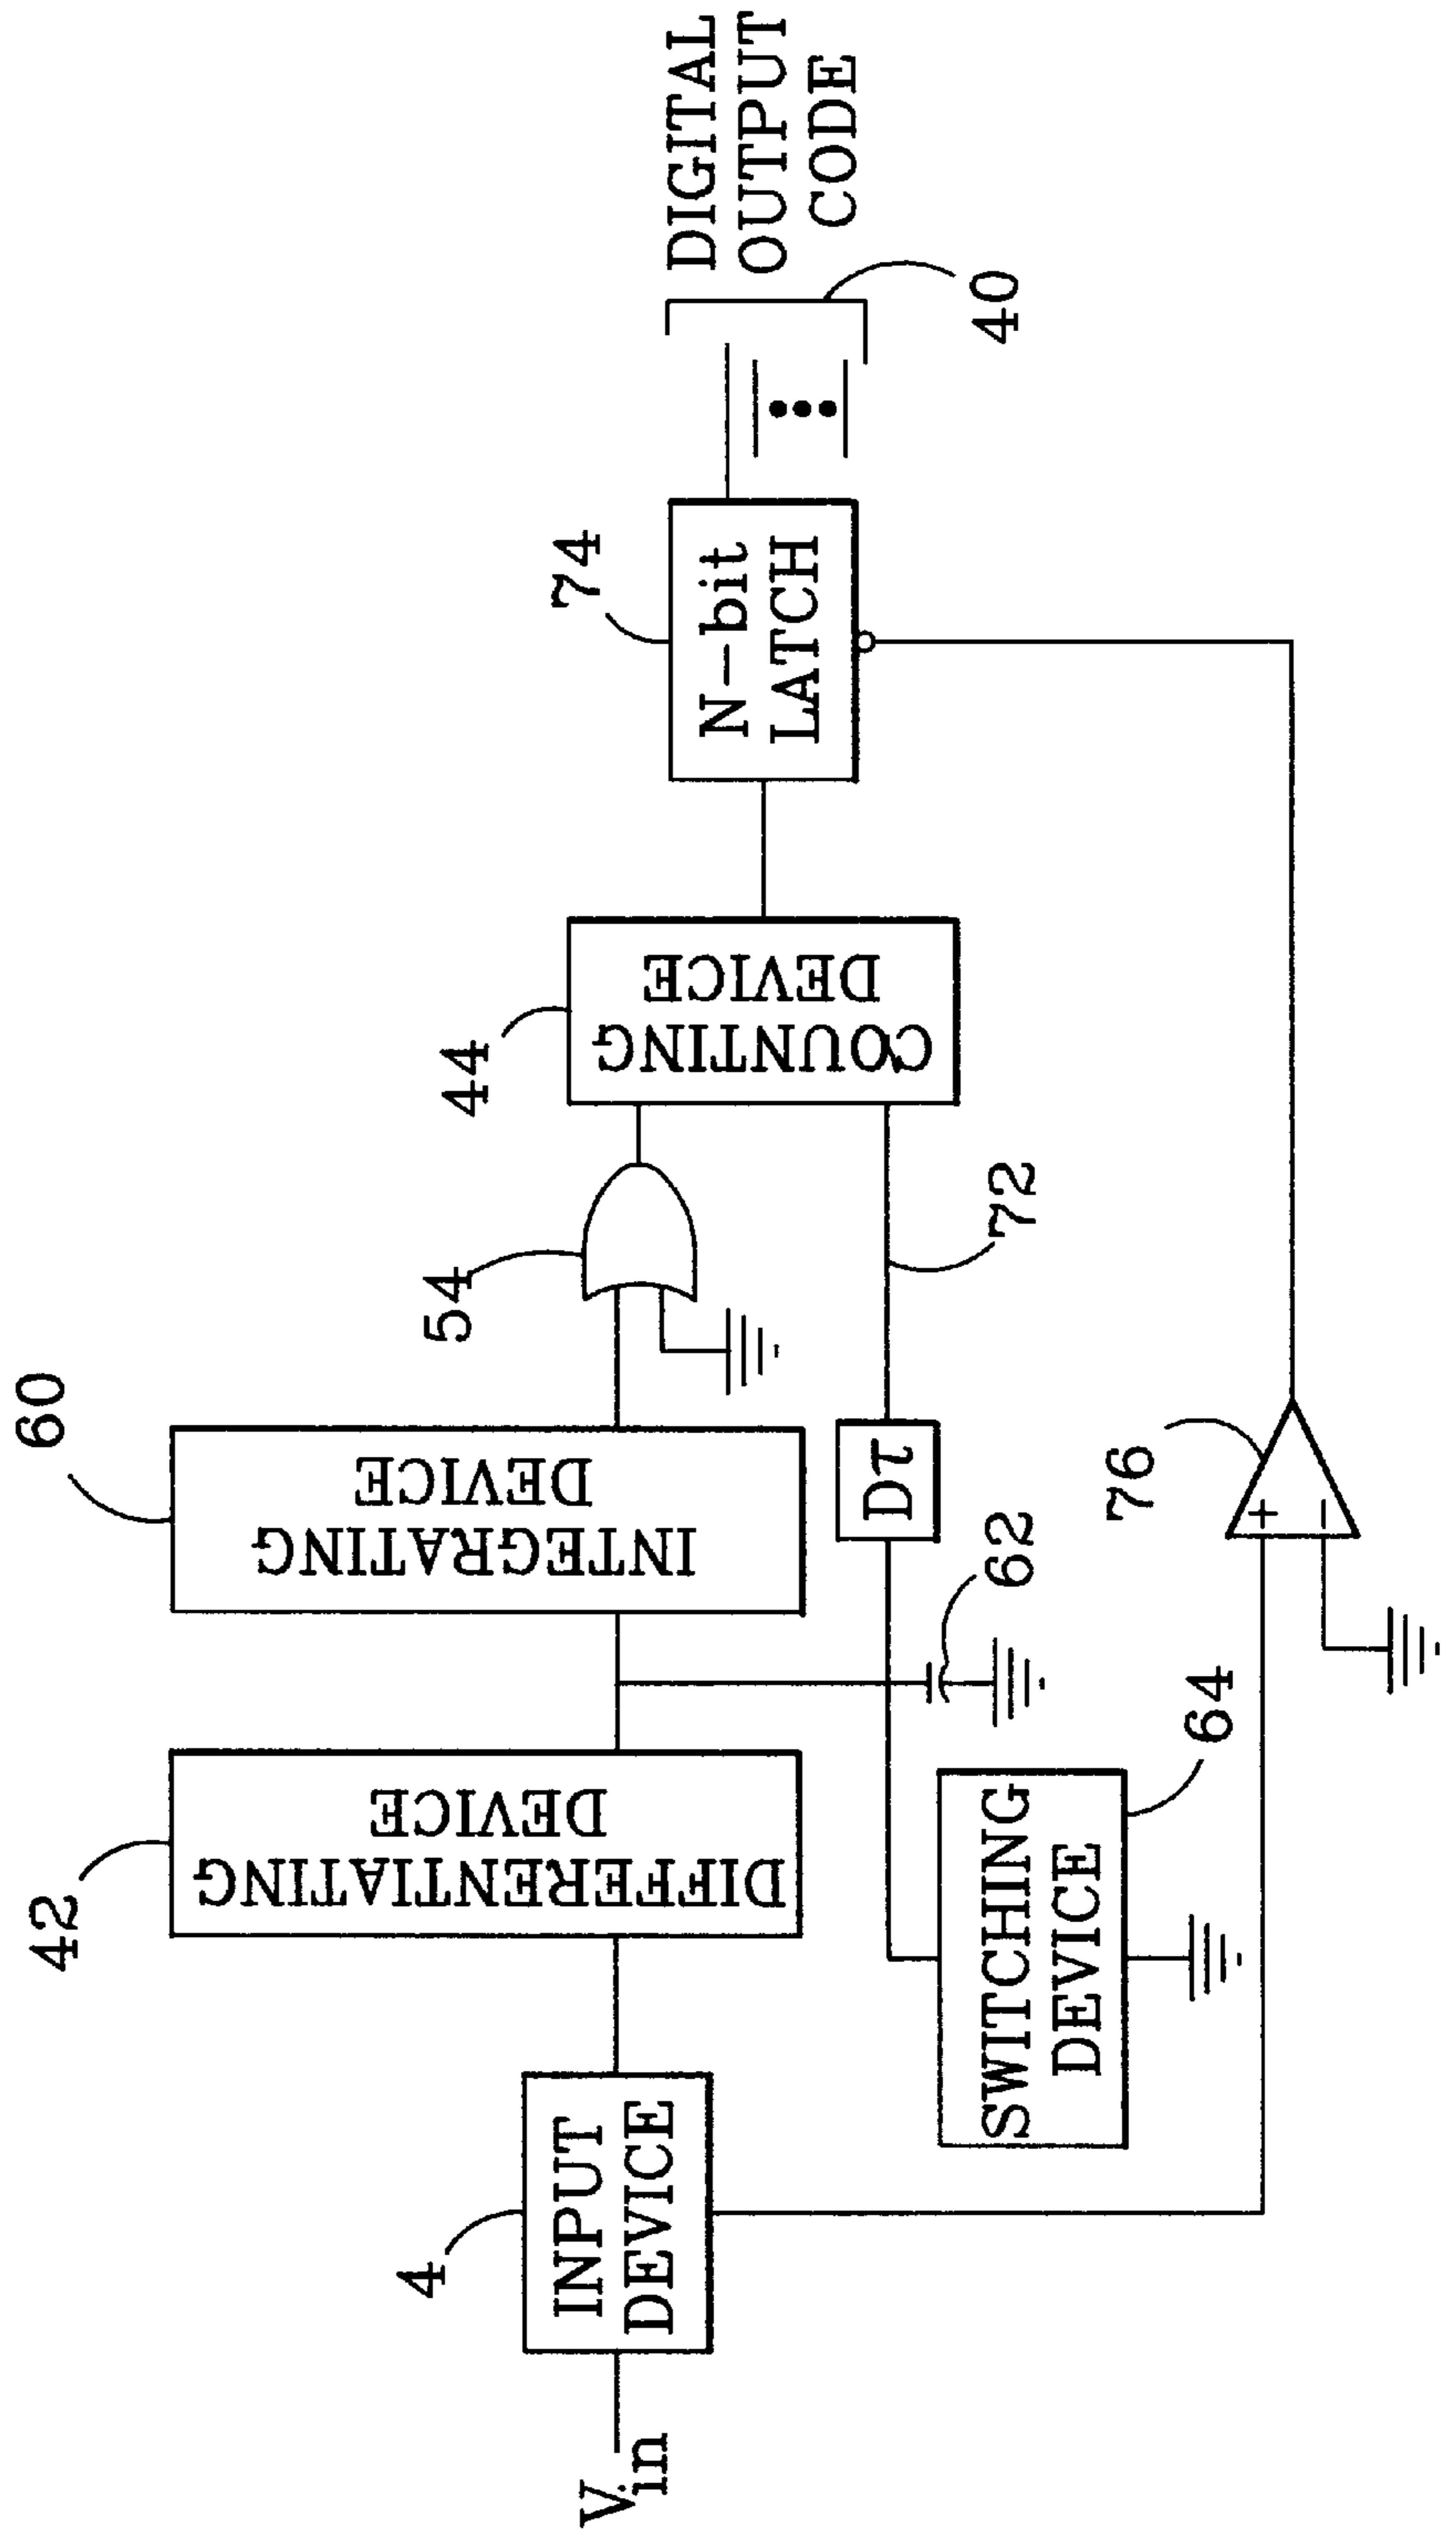 V_in
4
INPUT
DEVICE
42
DIFFERENTIATING
DEVICE
60
INTEGRATING
DEVICE
62
SWITCHING
DEVICE
64
Dτ
72
54
44
COUNTING
DEVICE
74
N-bit
LATCH
76
+
−
40
DIGITAL
OUTPUT
CODE